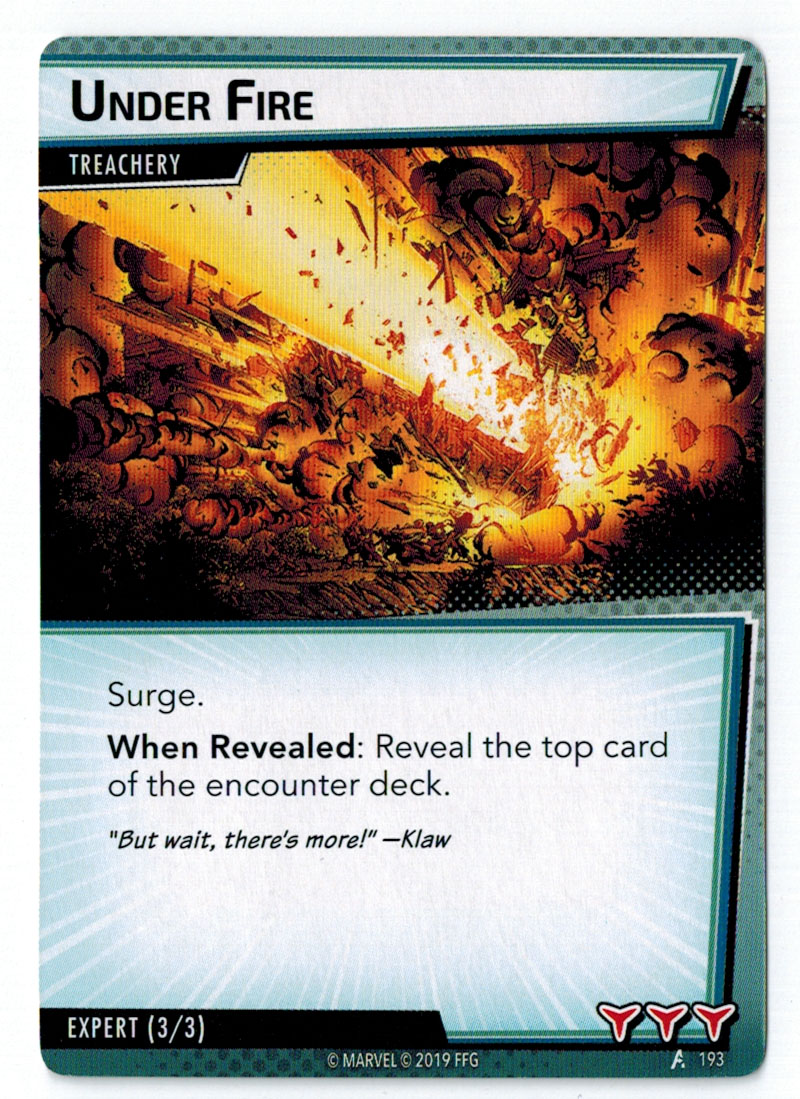 UNDER FIRE
TREACHERY
Surge.
When Revealed: Reveal the top card
of the encounter deck.
"But wait, there's more!" —Klaw
EXPERT (3/3)
© MARVEL © 2019 FFG
193